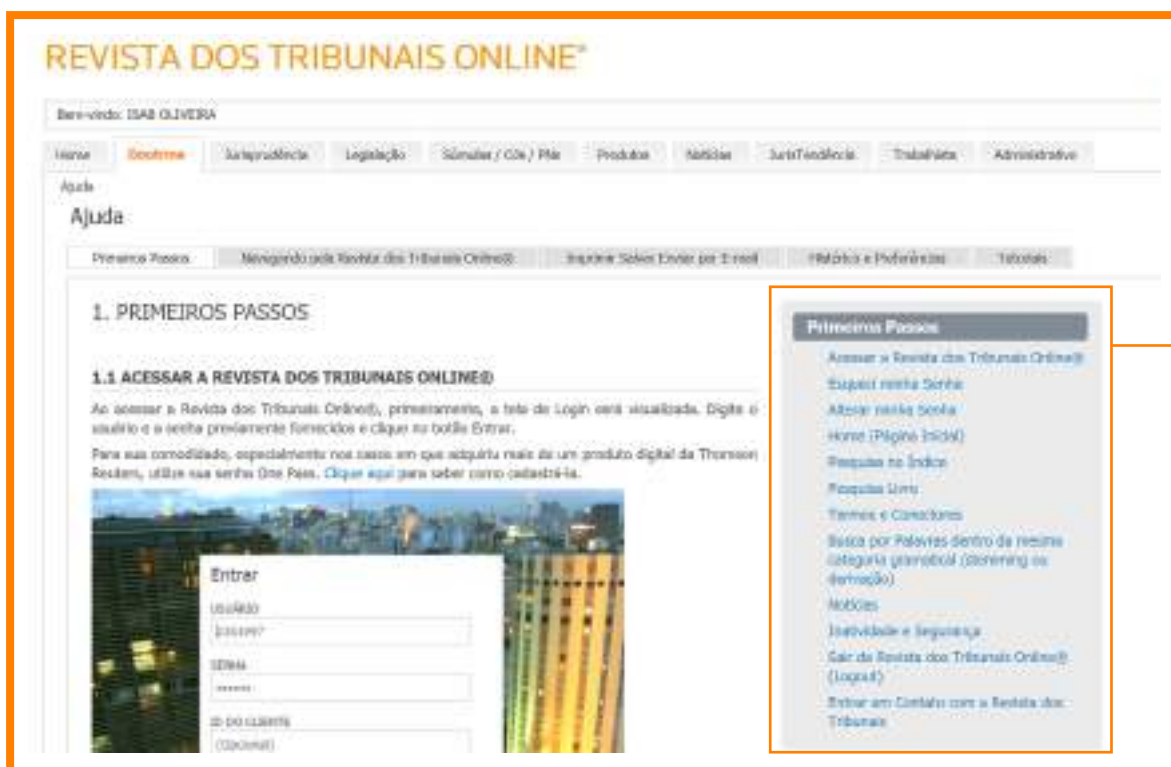 REVISTA DOS TRIBUNAIS ONLINE®
Bem-vindo: ISAB OLIVEIRA
Home Doutrina Jurisprudência Legislação Súmulas / OJs / PNs Produtos Notícias JurisTendência Trabalhista Administrativo
Ajuda
Ajuda
Primeiros Passos Navegando pela Revista dos Tribunais Online® Imprimir Salvar Enviar por E-mail Histórico e Preferências Tutoriais
1. PRIMEIROS PASSOS
1.1 ACESSAR A REVISTA DOS TRIBUNAIS ONLINE®
Ao acessar a Revista dos Tribunais Online®, primeiramente, a tela de Login será visualizada. Digite o
usuário e a senha previamente fornecidos e clique no botão Entrar.
Para sua comodidade, especialmente nos casos em que adquiriu mais de um produto digital da Thomson
Reuters, utilize sua senha One Pass. Clique aqui para saber como cadastrá-la.
Entrar
USUÁRIO
SENHA
ID DO CLIENTE
(Opcional)
Primeiros Passos
Acessar a Revista dos Tribunais Online®
Esqueci minha Senha
Alterar minha Senha
Home (Página Inicial)
Pesquisa no Índice
Pesquisa Livre
Termos e Conectores
Busca por Palavras dentro da mesma
categoria gramatical (stemming ou
derivação)
Notícias
Inatividade e Segurança
Sair da Revista dos Tribunais Online®
(Logout)
Entrar em Contato com a Revista dos
Tribunais